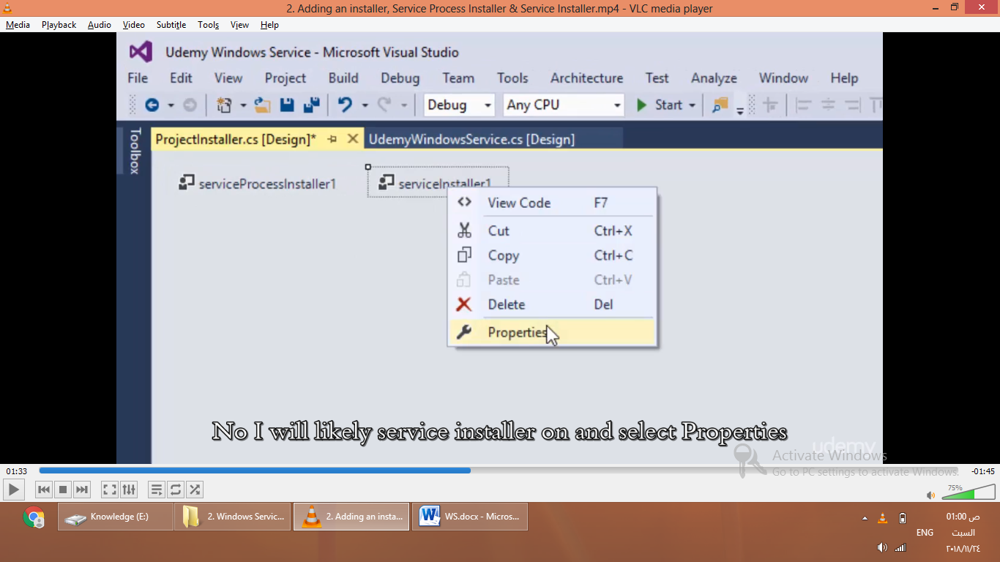 2. Adding an installer, Service Process Installer & Service Installer.mp4 - VLC media player
Media Playback Audio Video Subtitle Tools View Help
Udemy Windows Service - Microsoft Visual Studio
File Edit View Project Build Debug Team Tools Architecture Test Analyze Window Help
Debug Any CPU Start
Toolbox
ProjectInstaller.cs [Design]* UdemyWindowsService.cs [Design]
serviceProcessInstaller1 serviceInstaller1
View Code F7
Cut Ctrl+X
Copy Ctrl+C
Paste Ctrl+V
Delete Del
Properties
No I will likely service installer on and select Properties
udemy
Activate Windows
Go to PC settings to activate Windows.
01:33 -01:45
75%
Knowledge (E:) 2. Windows Servic... 2. Adding an insta... WS.docx - Micros...
01:00 ص
ENG السبت
٢٠١٨/١١/٢٤